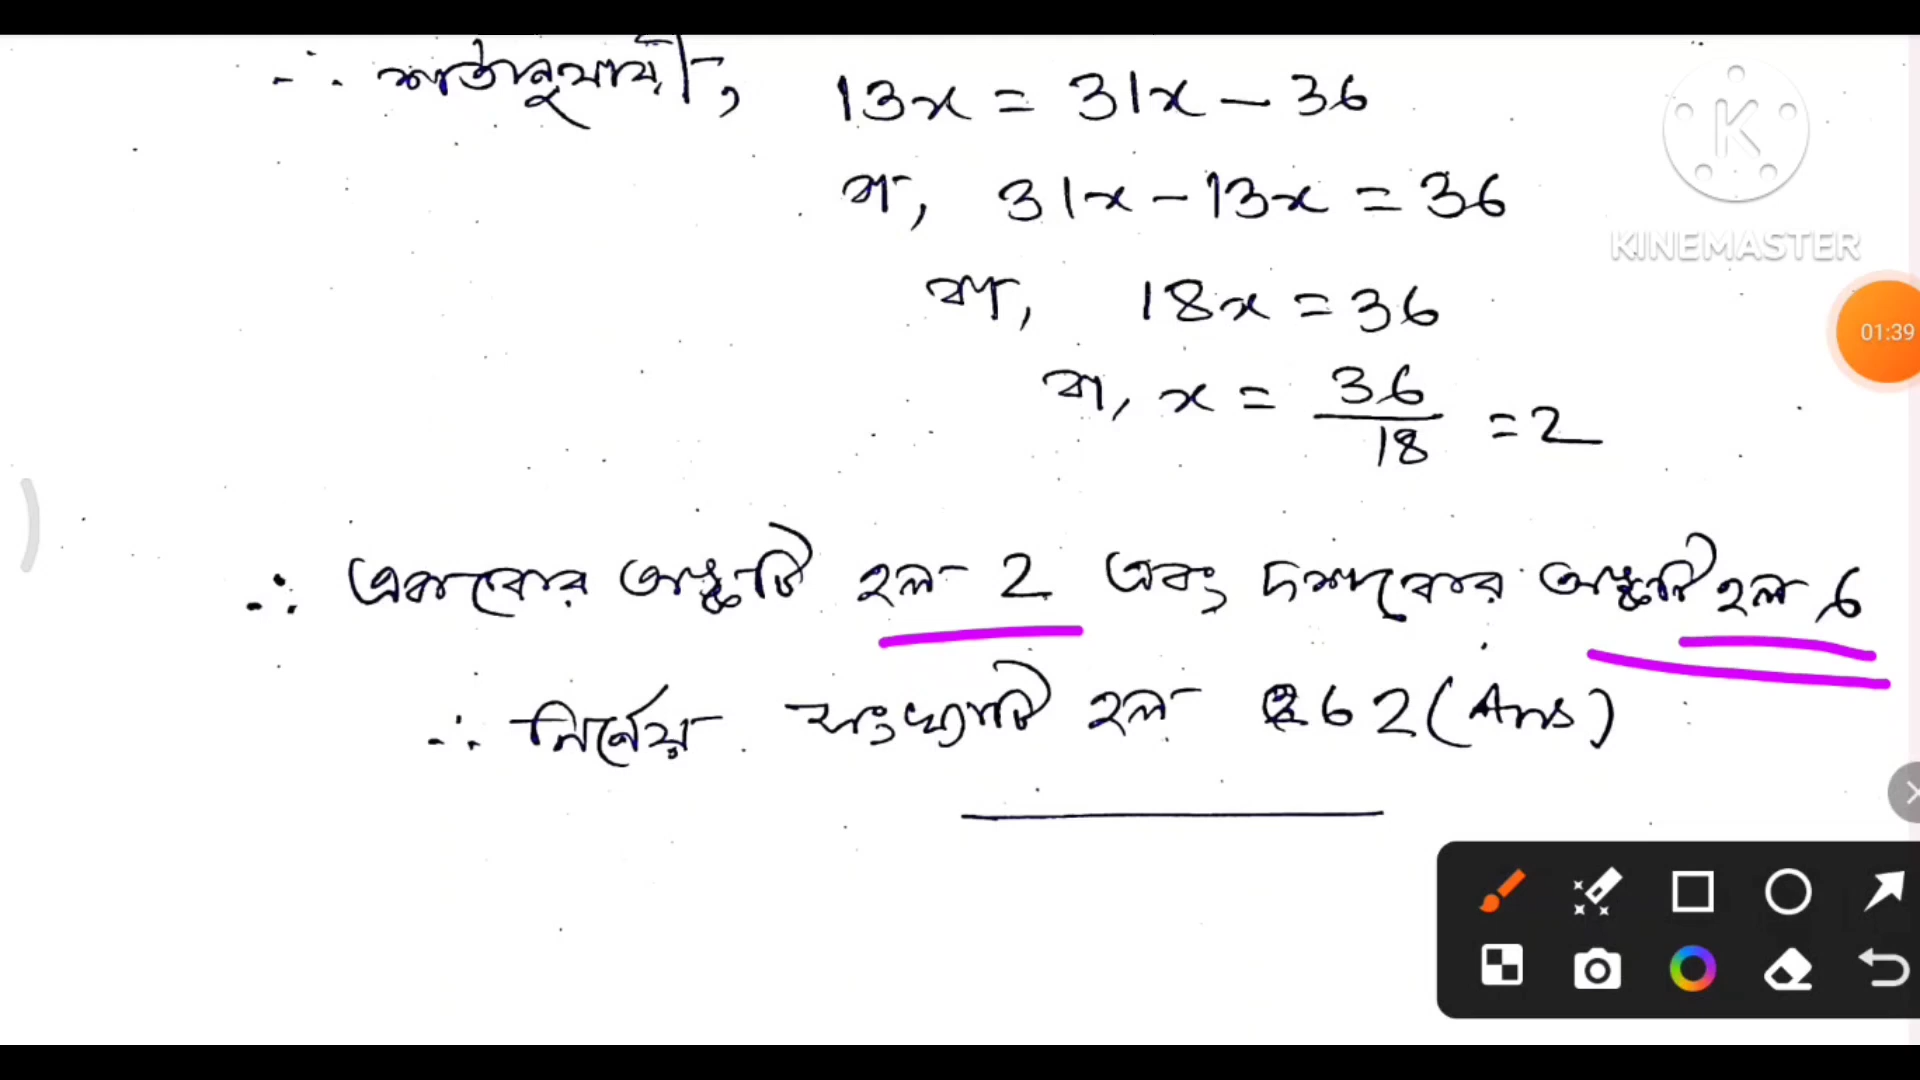 ∴ শর্তানুযায়ী, 13x = 31x - 36
বা, 31x - 13x = 36
বা, 18x = 36
বা, x = 36/18 = 2
∴ এককের অঙ্কটি হল 2 এবং দশকের অঙ্কটি হল 6
∴ নির্ণেয় সংখ্যাটি হল 62 (Ans)
KINEMASTER
01:39